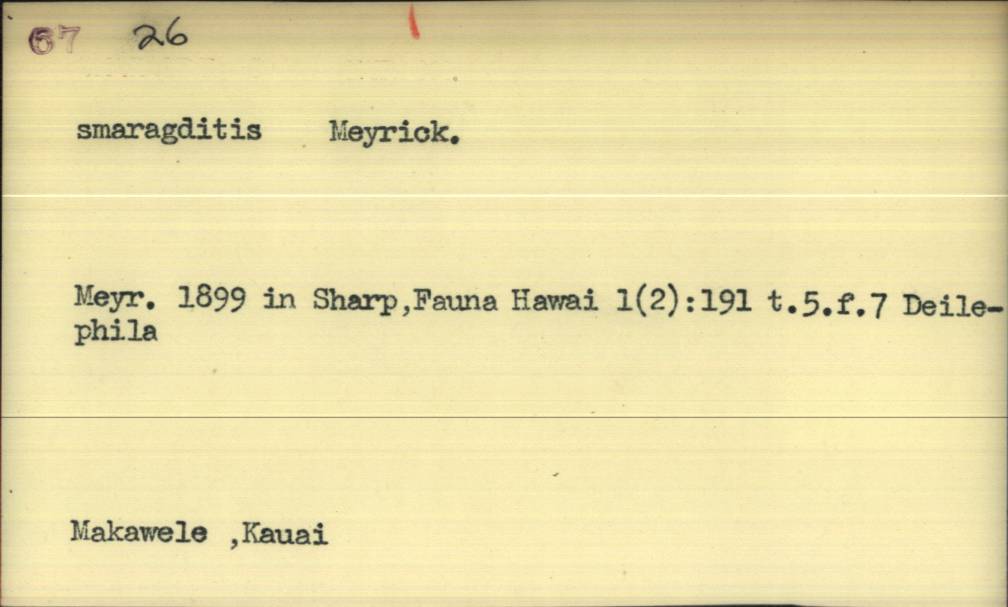 67 26
smaragditis Meyrick.
Meyr. 1899 in Sharp,Fauna Hawai 1(2):191 t.5.f.7 Deile-
phila
Makawele ,Kauai